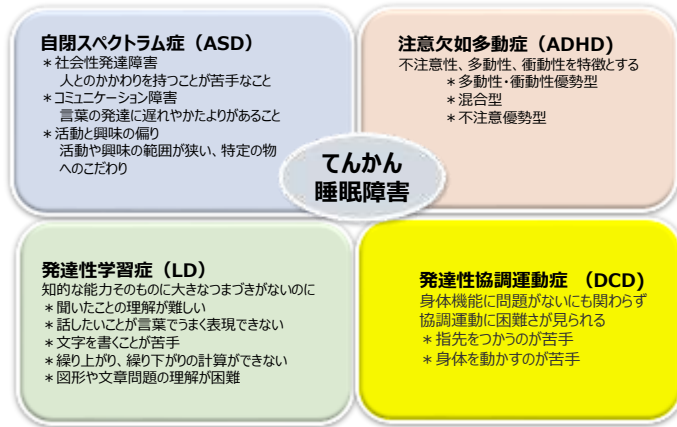 自閉スペクトラム症（ASD）
＊社会性発達障害
人とのかかわりを持つことが苦手なこと
＊コミュニケーション障害
言葉の発達に遅れやかたよりがあること
＊活動と興味の偏り
活動や興味の範囲が狭い、特定の物
へのこだわり
注意欠如多動症（ADHD）
不注意性、多動性、衝動性を特徴とする
＊多動性・衝動性優勢型
＊混合型
＊不注意優勢型
てんかん
睡眠障害
発達性学習症（LD）
知的な能力そのものに大きなつまづきがないのに
＊聞いたことの理解が難しい
＊話したいことが言葉でうまく表現できない
＊文字を書くことが苦手
＊繰り上がり、繰り下がりの計算ができない
＊図形や文章問題の理解が困難
発達性協調運動症 （DCD）
身体機能に問題がないにも関わらず
協調運動に困難さが見られる
＊指先をつかうのが苦手
＊身体を動かすのが苦手